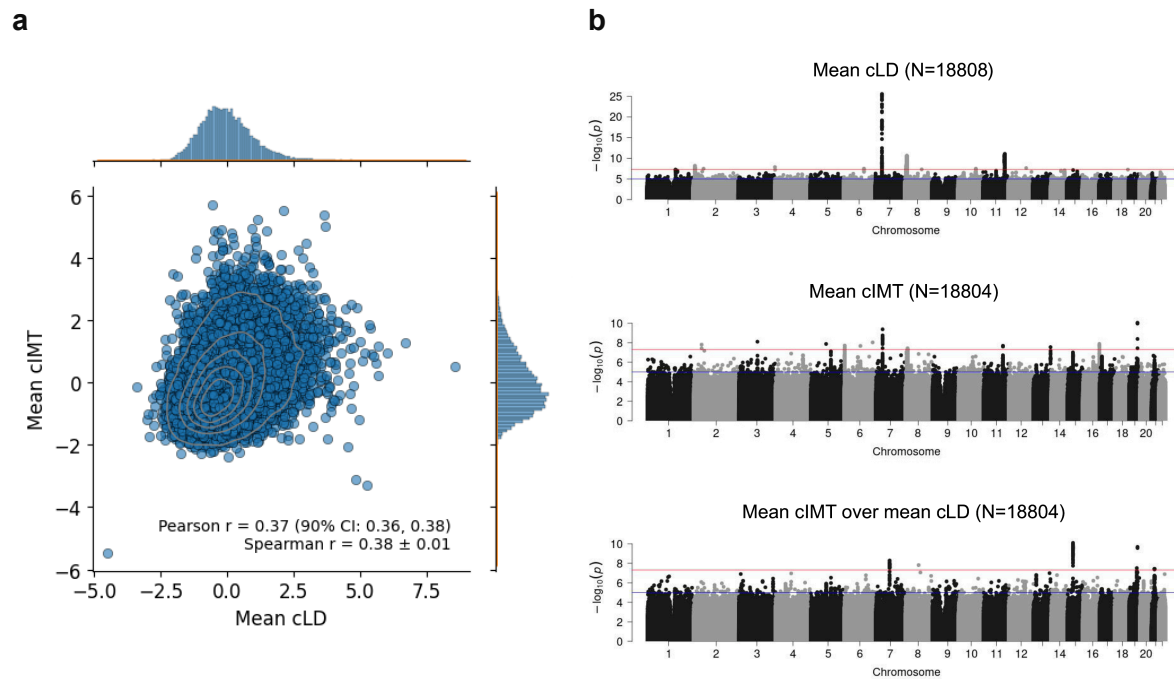 a
b
6
4
2
0
−2
−4
−6
Mean cIMT
Pearson r = 0.37 (90% CI: 0.36, 0.38)
Spearman r = 0.38 ± 0.01
−5.0 −2.5 0.0 2.5 5.0 7.5
Mean cLD
Mean cLD (N=18808)
25
20
15
10
5
0
−log10(p)
1 2 3 4 5 6 7 8 9 10 11 12 14 16 18 20
Chromosome
Mean cIMT (N=18804)
10
8
6
4
2
0
−log10(p)
1 2 3 4 5 6 7 8 9 10 11 12 14 16 18 20
Chromosome
Mean cIMT over mean cLD (N=18804)
10
8
6
4
2
0
−log10(p)
1 2 3 4 5 6 7 8 9 10 11 12 14 16 18 20
Chromosome